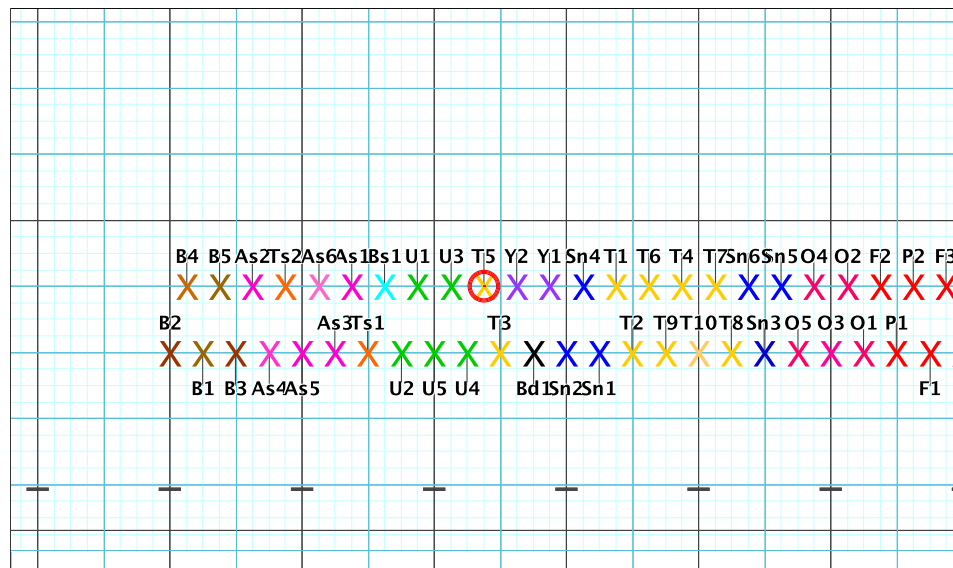 B4 B5 As2 Ts2 As6 As1 Bs1 U1 U3 T5 Y2 Y1 Sn4 T1 T6 T4 T7 Sn6 Sn5 O4 O2 F2 P2 F3
B2 As3 Ts1 T3 T2 T9 T10 T8 Sn3 O5 O3 O1 P1
B1 B3 As4 As5 U2 U5 U4 Bd1 Sn2 Sn1 F1